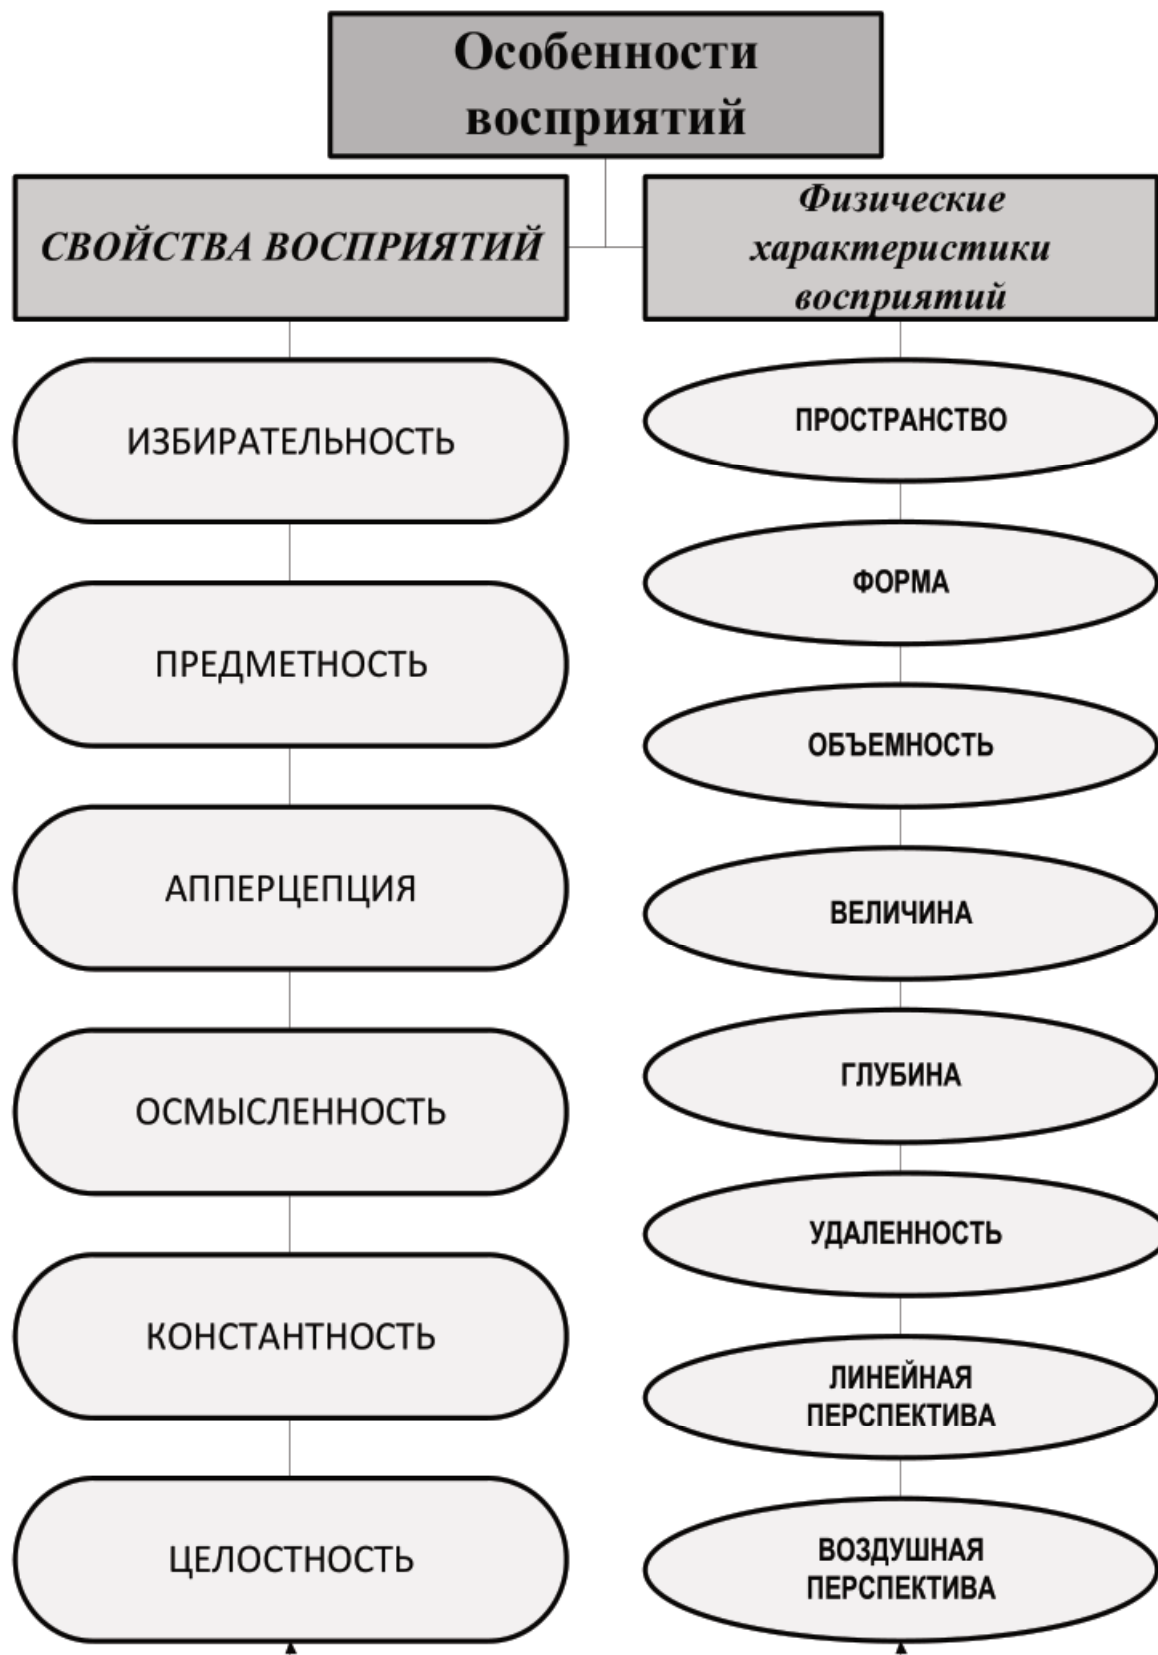 Особенности
восприятий
СВОЙСТВА ВОСПРИЯТИЙ
Физические
характеристики
восприятий
ИЗБИРАТЕЛЬНОСТЬ
ПРЕДМЕТНОСТЬ
АППЕРЦЕПЦИЯ
ОСМЫСЛЕННОСТЬ
КОНСТАНТНОСТЬ
ЦЕЛОСТНОСТЬ
ПРОСТРАНСТВО
ФОРМА
ОБЪЕМНОСТЬ
ВЕЛИЧИНА
ГЛУБИНА
УДАЛЕННОСТЬ
ЛИНЕЙНАЯ
ПЕРСПЕКТИВА
ВОЗДУШНАЯ
ПЕРСПЕКТИВА